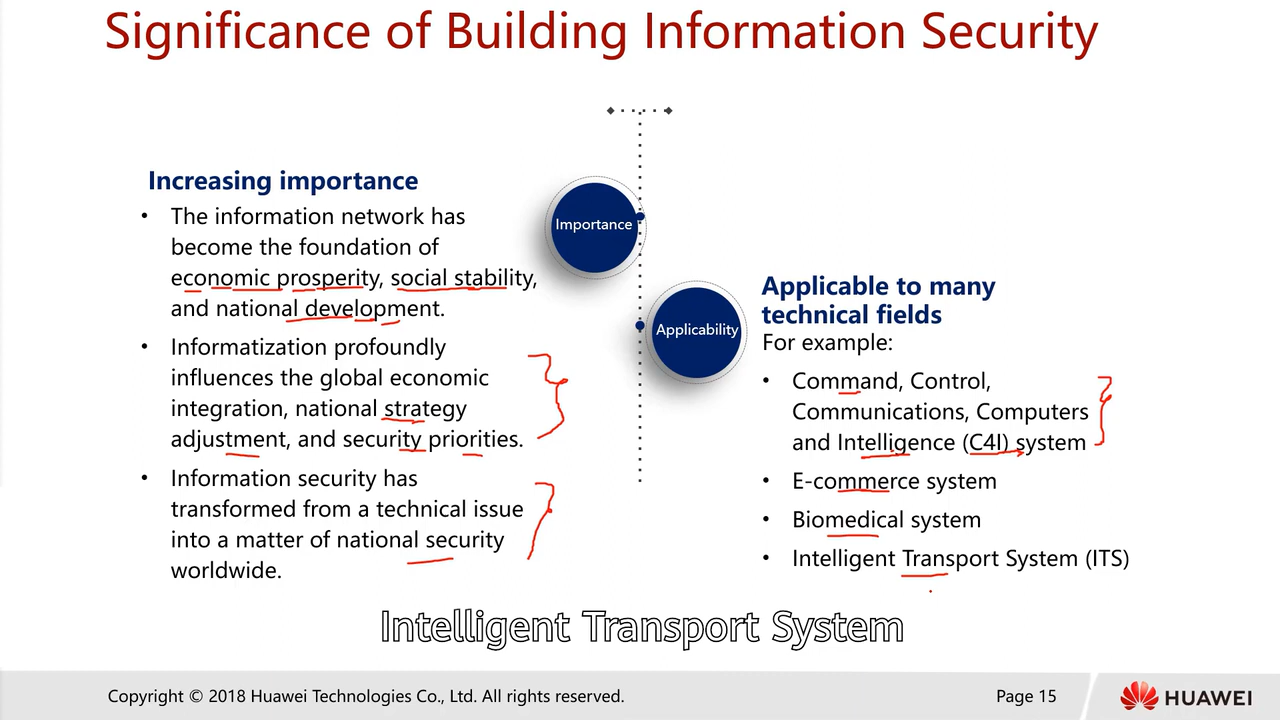 Significance of Building Information Security
Increasing importance
• The information network has
become the foundation of
economic prosperity, social stability,
and national development.
• Informatization profoundly
influences the global economic
integration, national strategy
adjustment, and security priorities.
• Information security has
transformed from a technical issue
into a matter of national security
worldwide.
Importance
Applicability
Applicable to many
technical fields
For example:
• Command, Control,
Communications, Computers
and Intelligence (C4I) system
• E-commerce system
• Biomedical system
• Intelligent Transport System (ITS)
Intelligent Transport System
Copyright © 2018 Huawei Technologies Co., Ltd. All rights reserved.
Page 15
HUAWEI